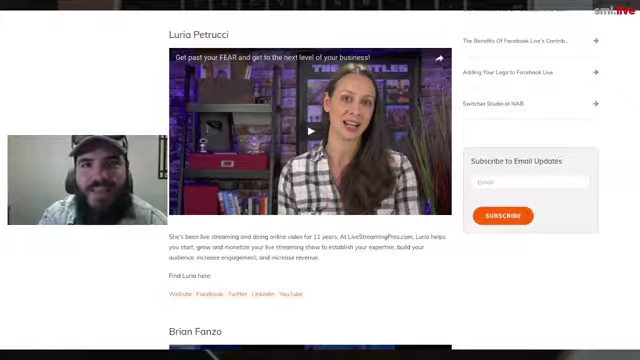 sml.live
Luria Petrucci
Get past your FEAR and get to the next level of your business!
THE BEATLES
She's been live streaming and doing online video for 11 years. At LiveStreamingPros.com, Luria helps
you start, grow and monetize your live streaming show to establish your expertise, build your
audience, increase engagement, and increase revenue.
Find Luria here:
Website Facebook Twitter LinkedIn YouTube
Brian Fanzo
The Benefits Of Facebook Live's Contrib...
Adding Your Logo to Facebook Live
Switcher Studio at NAB
Subscribe to Email Updates
Email
SUBSCRIBE